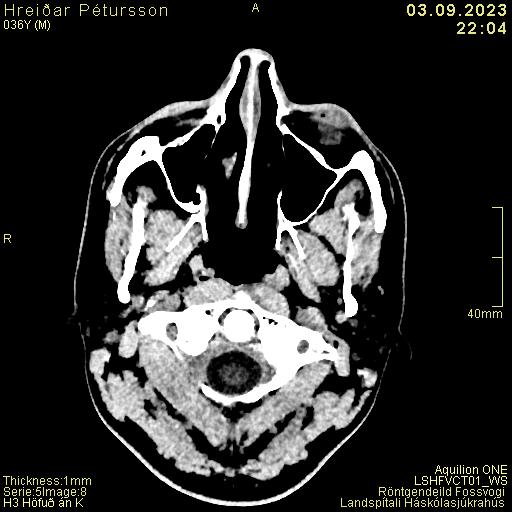 Hreiðar Pétursson
036Y (M)
A
03.09.2023
22:04
R
40mm
Thickness:1mm
Serie:5Image:8
H3 Höfuð án K
Aquilion ONE
LSHFVCT01_WS
Röntgendeild Fossvogi
Landspítali Háskólasjúkrahús